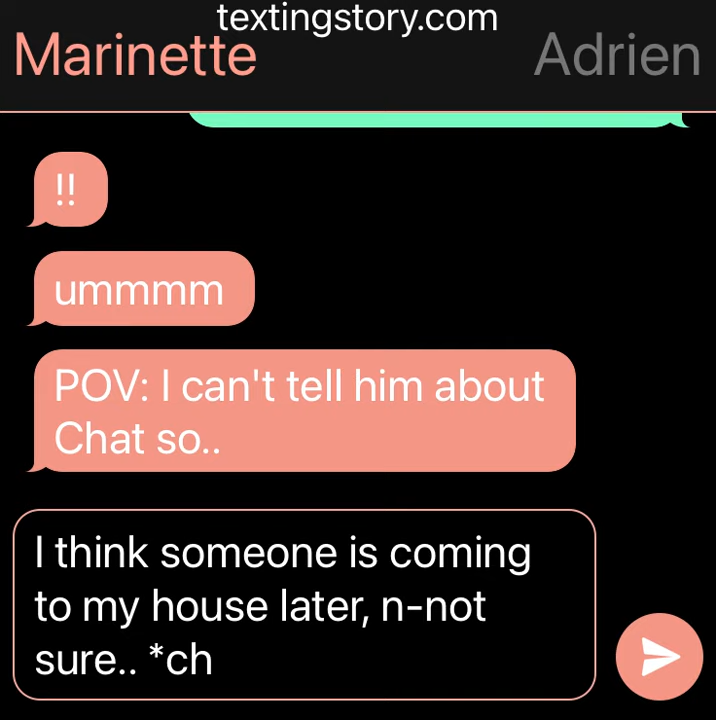 textingstory.com
Marinette Adrien
!!
ummmm
POV: I can't tell him about
Chat so..
I think someone is coming
to my house later, n-not
sure.. *ch